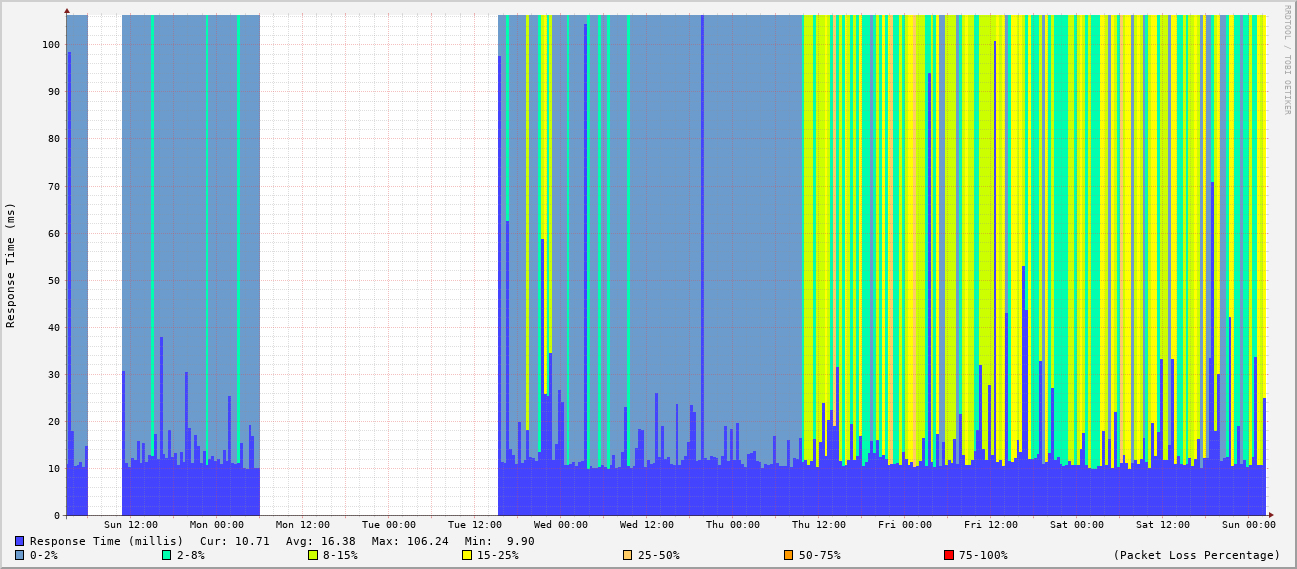 RRDTOOL / TOBI OETIKER
Response Time (ms)
100
90
80
70
60
50
40
30
20
10
0
Sun 12:00 Mon 00:00 Mon 12:00 Tue 00:00 Tue 12:00 Wed 00:00 Wed 12:00 Thu 00:00 Thu 12:00 Fri 00:00 Fri 12:00 Sat 00:00 Sat 12:00 Sun 00:00
Response Time (millis) Cur: 10.71 Avg: 16.38 Max: 106.24 Min: 9.90
0-2% 2-8% 8-15% 15-25% 25-50% 50-75% 75-100% (Packet Loss Percentage)